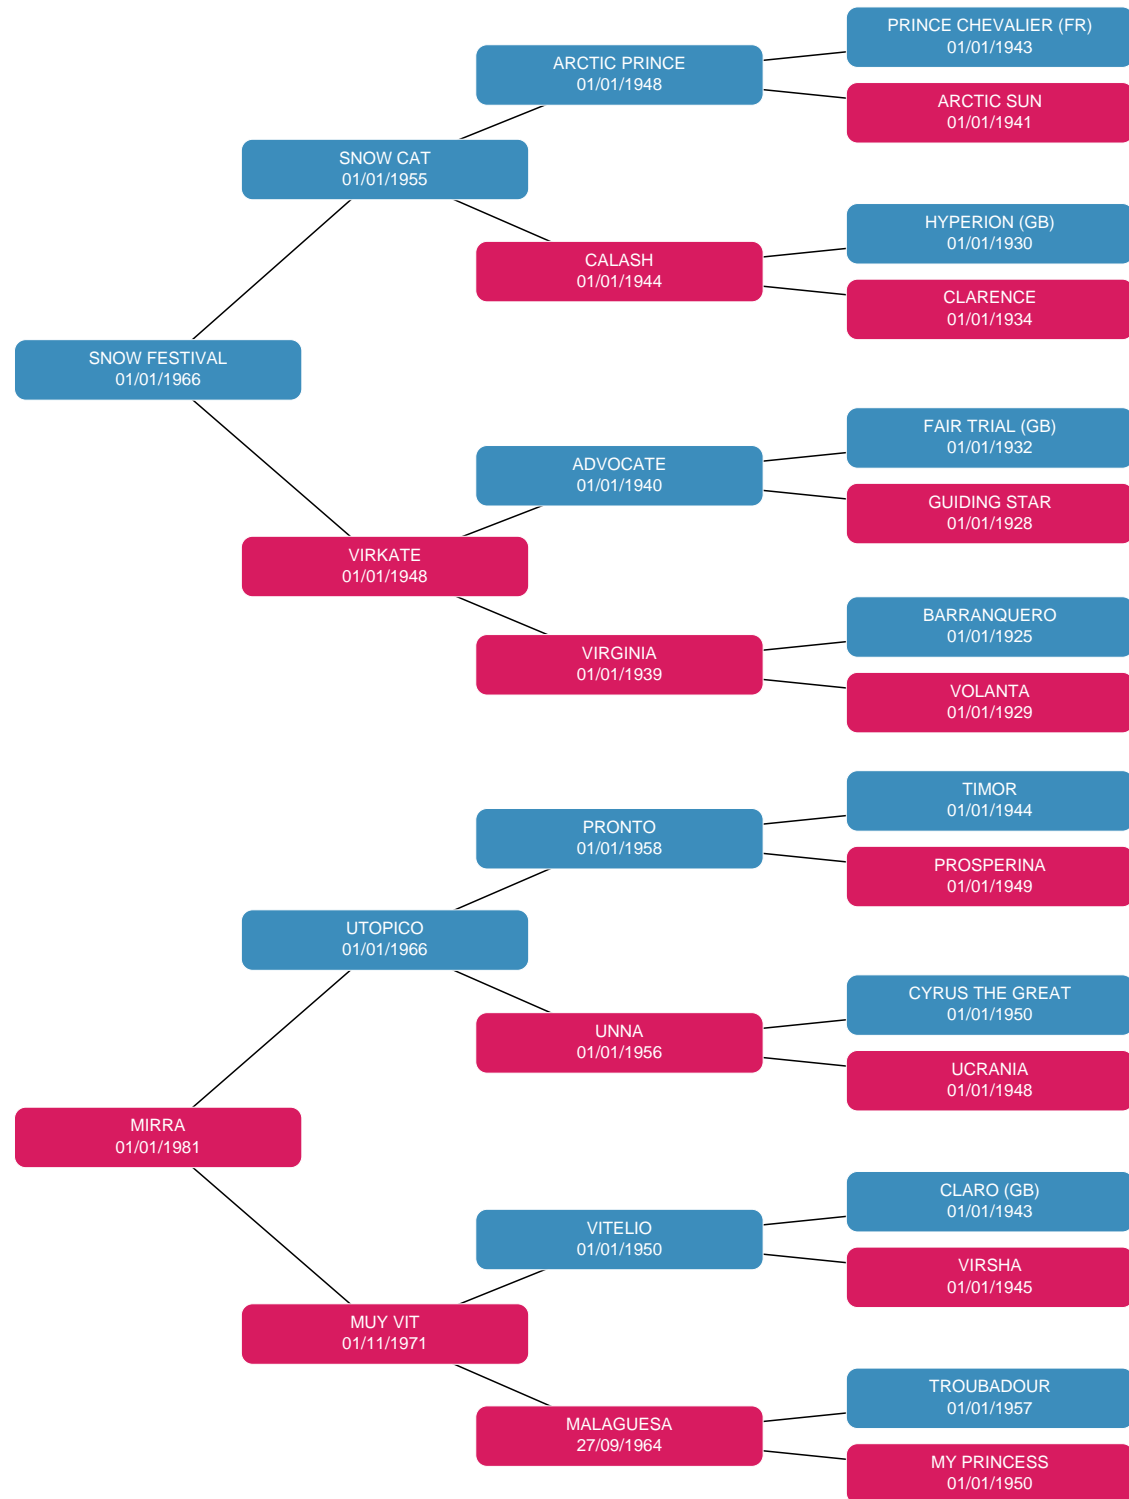 PRINCE CHEVALIER (FR)
01/01/1943
ARCTIC PRINCE
01/01/1948
ARCTIC SUN
01/01/1941
SNOW CAT
01/01/1955
HYPERION (GB)
01/01/1930
CALASH
01/01/1944
CLARENCE
01/01/1934
SNOW FESTIVAL
01/01/1966
FAIR TRIAL (GB)
01/01/1932
ADVOCATE
01/01/1940
GUIDING STAR
01/01/1928
VIRKATE
01/01/1948
BARRANQUERO
01/01/1925
VIRGINIA
01/01/1939
VOLANTA
01/01/1929
TIMOR
01/01/1944
PRONTO
01/01/1958
PROSPERINA
01/01/1949
UTOPICO
01/01/1966
CYRUS THE GREAT
01/01/1950
UNNA
01/01/1956
UCRANIA
01/01/1948
MIRRA
01/01/1981
CLARO (GB)
01/01/1943
VITELIO
01/01/1950
VIRSHA
01/01/1945
MUY VIT
01/11/1971
TROUBADOUR
01/01/1957
MALAGUESA
27/09/1964
MY PRINCESS
01/01/1950